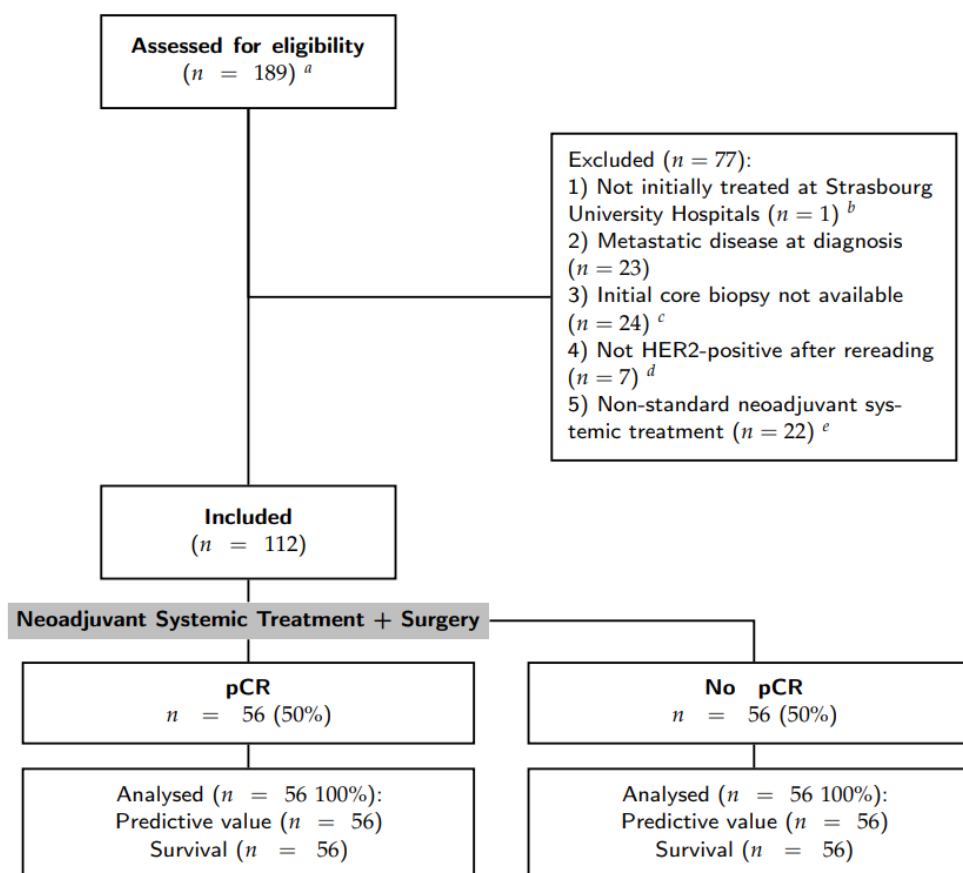 Assessed for eligibility
(n = 189) a
Excluded (n = 77):
1) Not initially treated at Strasbourg
University Hospitals (n = 1) b
2) Metastatic disease at diagnosis
(n = 23)
3) Initial core biopsy not available
(n = 24) c
4) Not HER2-positive after rereading
(n = 7) d
5) Non-standard neoadjuvant sys-
temic treatment (n = 22) e
Included
(n = 112)
Neoadjuvant Systemic Treatment + Surgery
pCR
n = 56 (50%)
No pCR
n = 56 (50%)
Analysed (n = 56 100%):
Predictive value (n = 56)
Survival (n = 56)
Analysed (n = 56 100%):
Predictive value (n = 56)
Survival (n = 56)